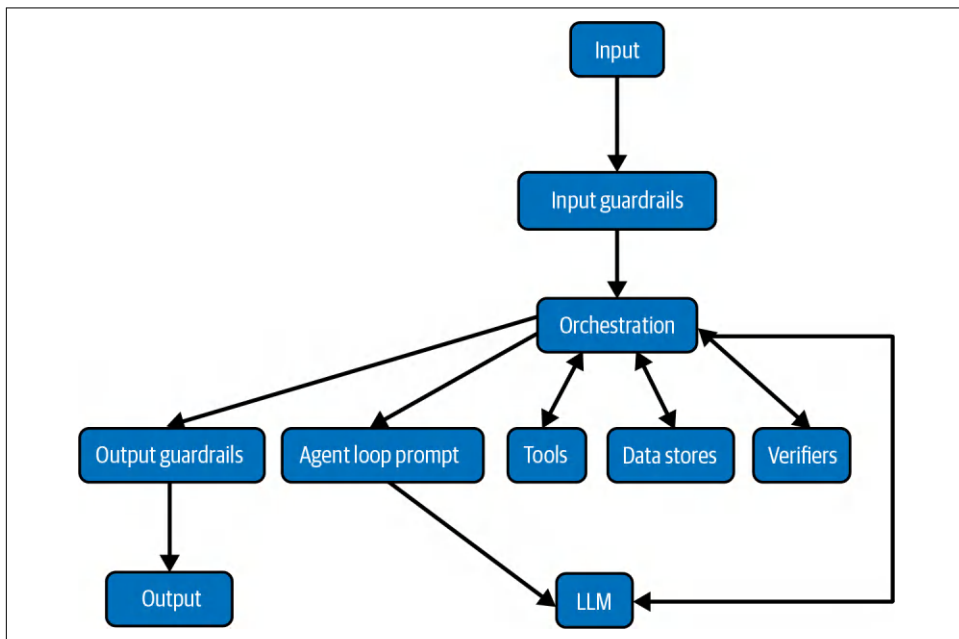 Input
Input guardrails
Orchestration
Output guardrails
Agent loop prompt
Tools
Data stores
Verifiers
Output
LLM